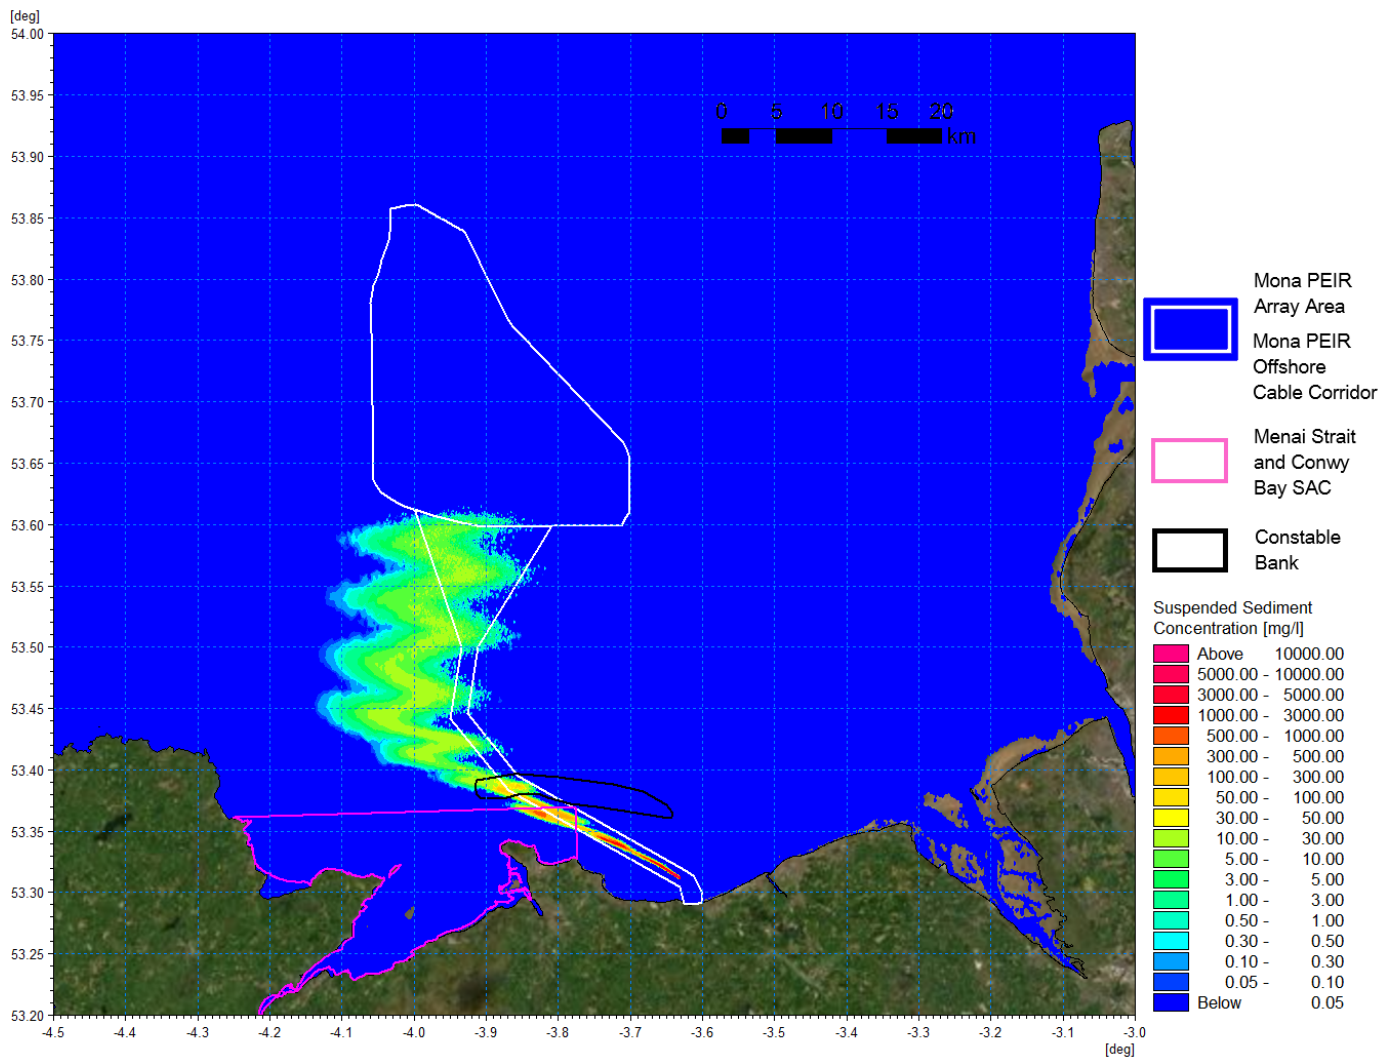 [deg]
54.00
53.95
53.90
53.85
53.80
53.75
53.70
53.65
53.60
53.55
53.50
53.45
53.40
53.35
53.30
53.25
53.20
-4.5 -4.4 -4.3 -4.2 -4.1 -4.0 -3.9 -3.8 -3.7 -3.6 -3.5 -3.4 -3.3 -3.2 -3.1 -3.0
[deg]
0 5 10 15 20
km
Mona PEIR
Array Area
Mona PEIR
Offshore
Cable Corridor
Menai Strait
and Conwy
Bay SAC
Constable
Bank
Suspended Sediment
Concentration [mg/l]
Above 10000.00
5000.00 - 10000.00
3000.00 - 5000.00
1000.00 - 3000.00
500.00 - 1000.00
300.00 - 500.00
100.00 - 300.00
50.00 - 100.00
30.00 - 50.00
10.00 - 30.00
5.00 - 10.00
3.00 - 5.00
1.00 - 3.00
0.50 - 1.00
0.30 - 0.50
0.10 - 0.30
0.05 - 0.10
Below 0.05